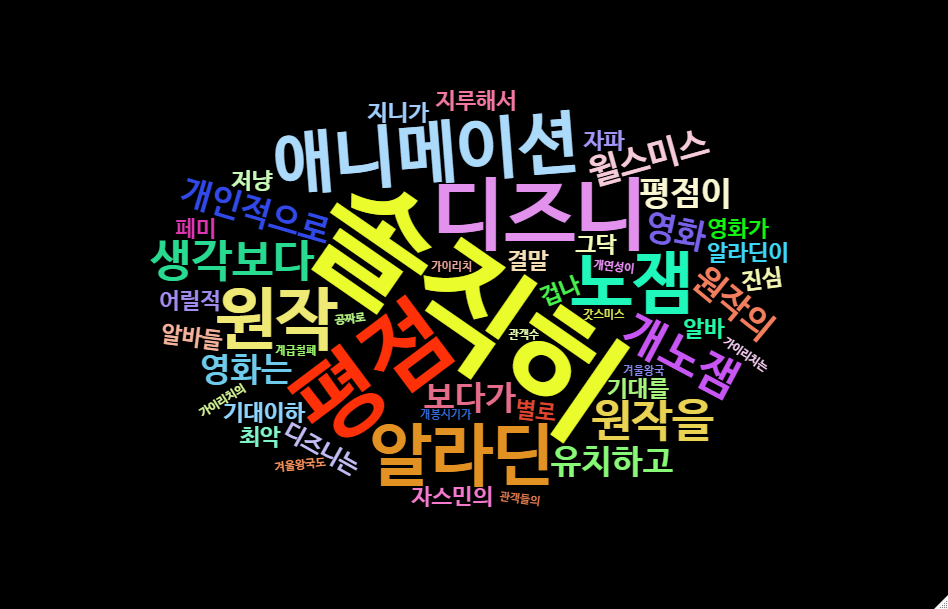 지루해서
지니가
애니메이션
자파
윌스미스
저냥
개인적으로
디즈니
평점이
페미
솔직히
영화
영화가
생각보다
가이리치
결말
그닥
알라딘이
개연성이
노잼
진심
어릴적
원작
겁나
원작의
공짜로
갓스미스
알바들
평점
관객수
개노잼
알바
가이리치는
계급철폐
영화는
겨울왕국
가이리치의
기대이하
보다가
별로
기대를
개봉시기가
원작을
최악
디즈니는
알라딘
유치하고
겨울왕국도
자스민의
관객들의